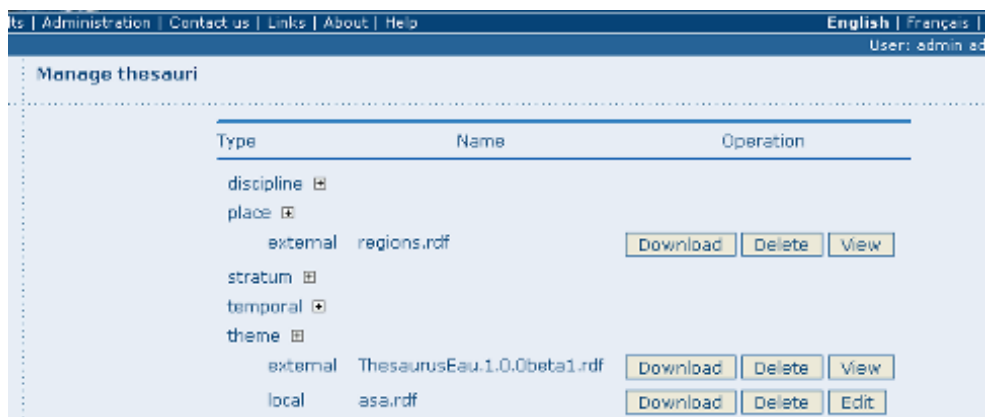 lts | Administration | Contact us | Links | About | Help English | Français |
User: admin ad
Manage thesauri
Type Name Operation
discipline
place
external regions.rdf Download Delete View
stratum
temporal
theme
external ThesaurusEau.1.0.0beta1.rdf Download Delete View
local asa.rdf Download Delete Edit